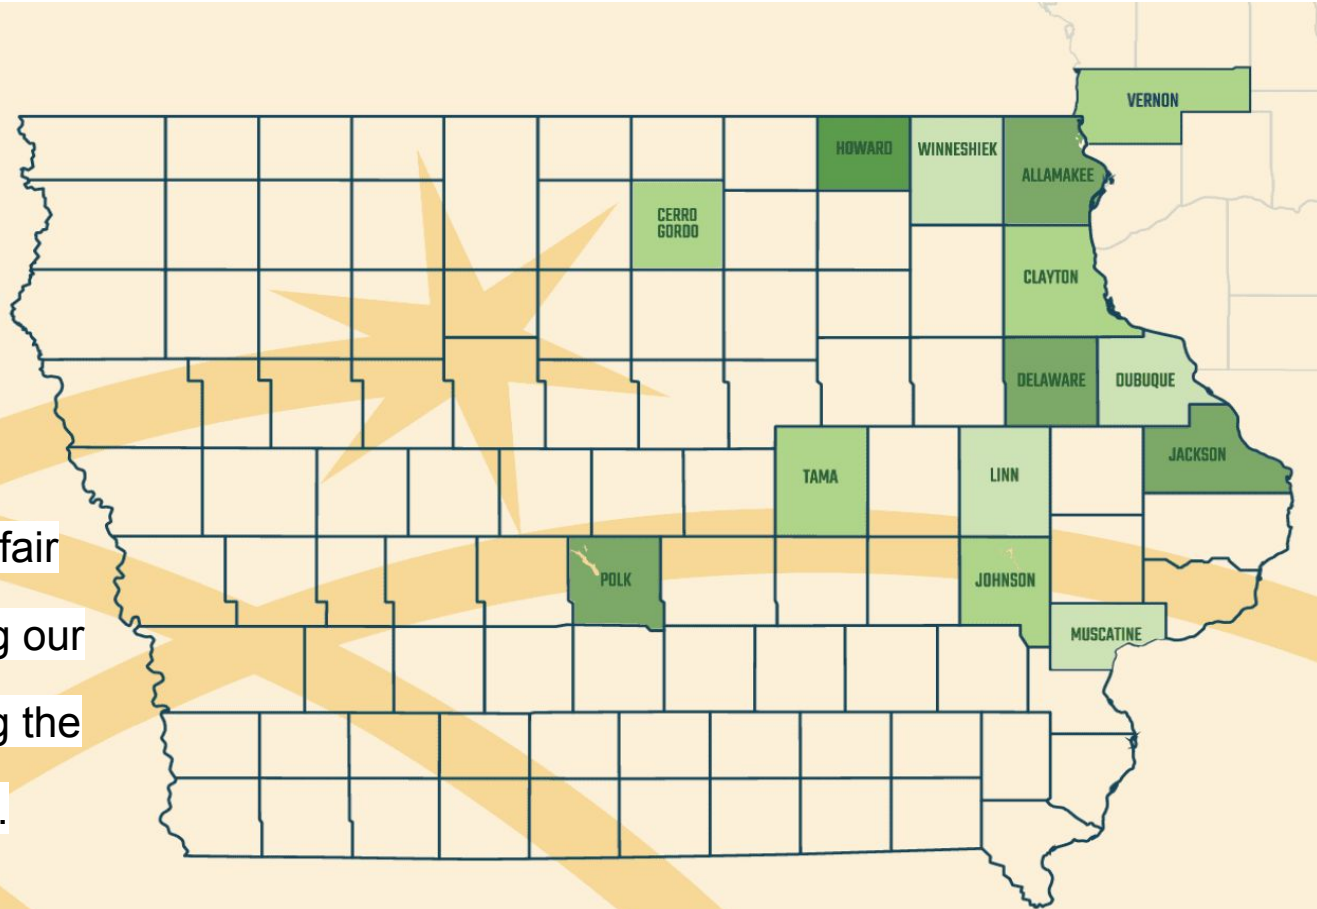 VERNON
HOWARD
WINNESHIEK
ALLAMAKEE
CERRO
GORDO
CLAYTON
DELAWARE
DUBUQUE
JACKSON
TAMA
LINN
fair
POLK
JOHNSON
g our
MUSCATINE
g the
.